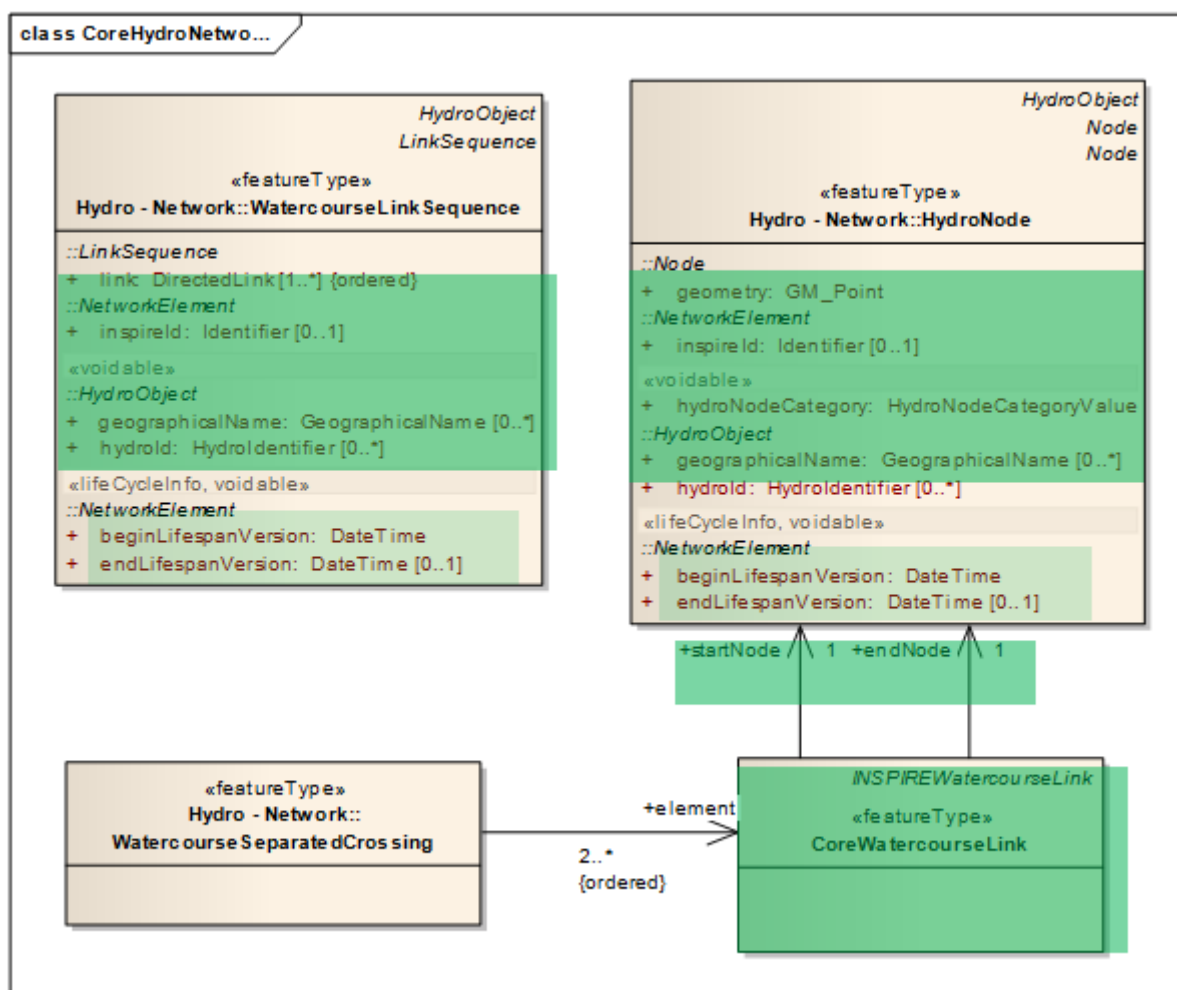 class CoreHydroNetwo...
HydroObject
LinkSequence
«featureType»
Hydro - Network::WatercourseLinkSequence
::LinkSequence
+ link: DirectedLink [1..*] {ordered}
::NetworkElement
+ inspireId: Identifier [0..1]
«voidable»
::HydroObject
+ geographicalName: GeographicalName [0..*]
+ hydroId: HydroIdentifier [0..*]
«lifeCycleInfo, voidable»
::NetworkElement
+ beginLifespanVersion: DateTime
+ endLifespanVersion: DateTime [0..1]
HydroObject
Node
Node
«featureType»
Hydro - Network::HydroNode
::Node
+ geometry: GM_Point
::NetworkElement
+ inspireId: Identifier [0..1]
«voidable»
+ hydroNodeCategory: HydroNodeCategoryValue
::HydroObject
+ geographicalName: GeographicalName [0..*]
+ hydroId: HydroIdentifier [0..*]
«lifeCycleInfo, voidable»
::NetworkElement
+ beginLifespanVersion: DateTime
+ endLifespanVersion: DateTime [0..1]
+startNode 1 +endNode 1
«featureType»
Hydro - Network::
WatercourseSeparatedCrossing
+element
2..*
{ordered}
INSPIREWatercourseLink
«featureType»
CoreWatercourseLink